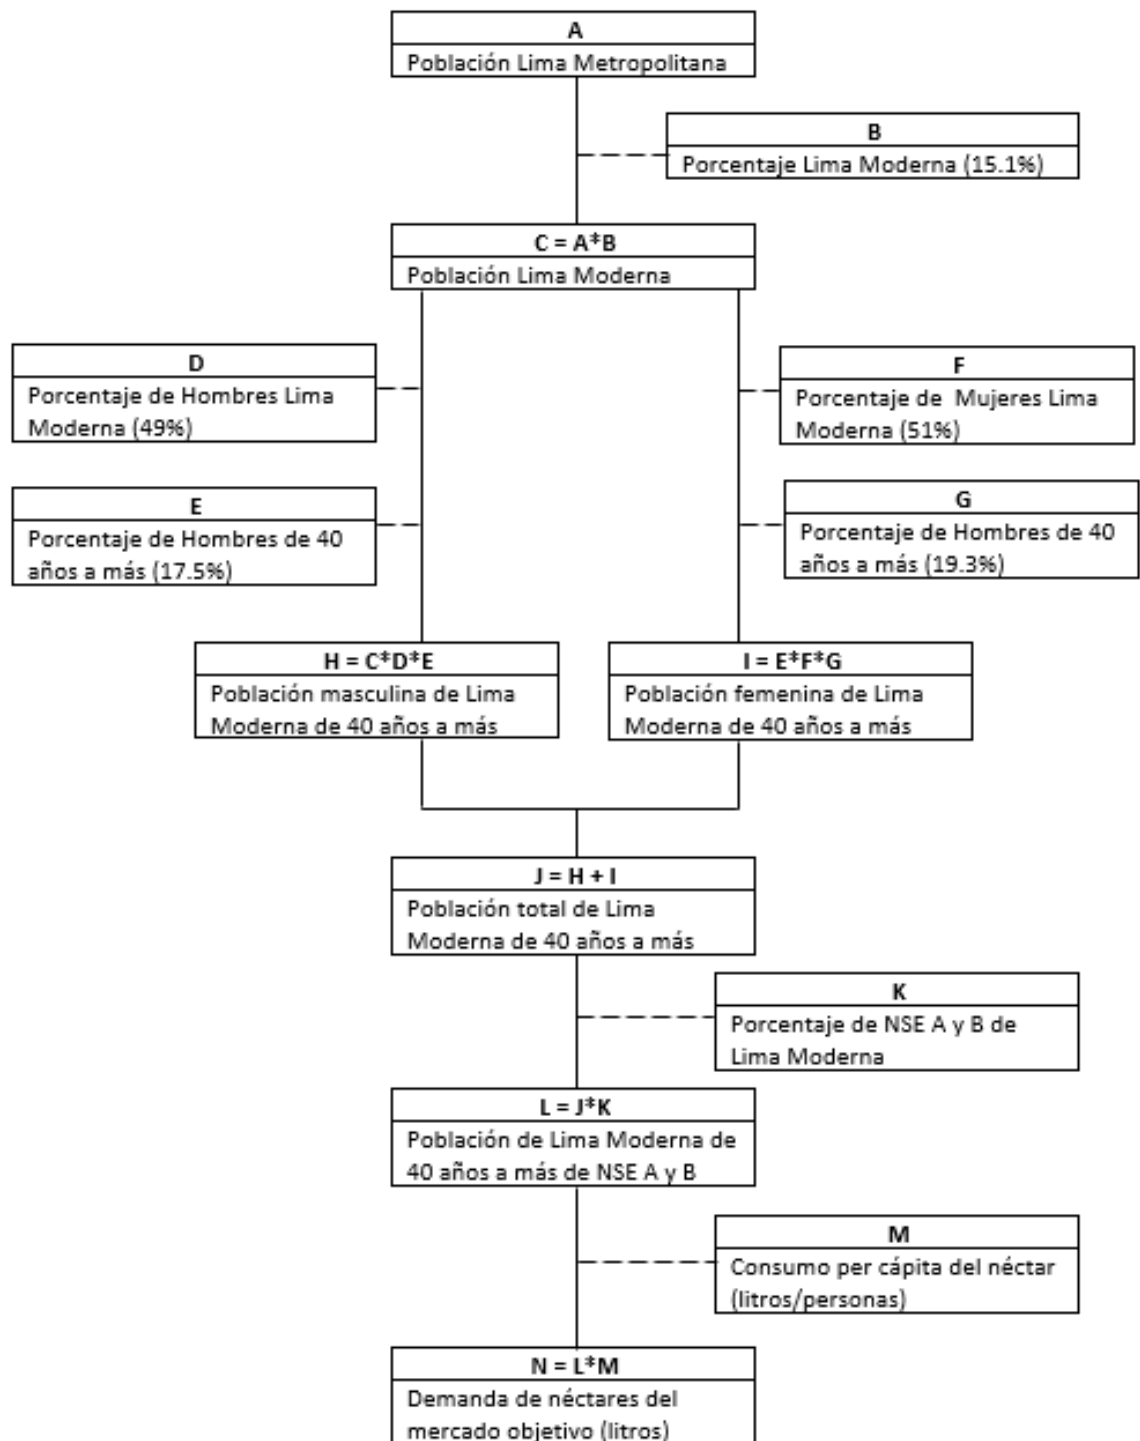 A
Población Lima Metropolitana
B
Porcentaje Lima Moderna (15.1%)
C = A*B
Población Lima Moderna
D
Porcentaje de Hombres Lima
Moderna (49%)
F
Porcentaje de  Mujeres Lima
Moderna (51%)
E
Porcentaje de Hombres de 40
años a más (17.5%)
G
Porcentaje de Hombres de 40
años a más (19.3%)
H = C*D*E
Población masculina de Lima
Moderna de 40 años a más
I = E*F*G
Población femenina de Lima
Moderna de 40 años a más
J = H + I
Población total de Lima
Moderna de 40 años a más
K
Porcentaje de NSE A y B de
Lima Moderna
L = J*K
Población de Lima Moderna de
40 años a más de NSE A y B
M
Consumo per cápita del néctar
(litros/personas)
N = L*M
Demanda de néctares del
mercado objetivo (litros)